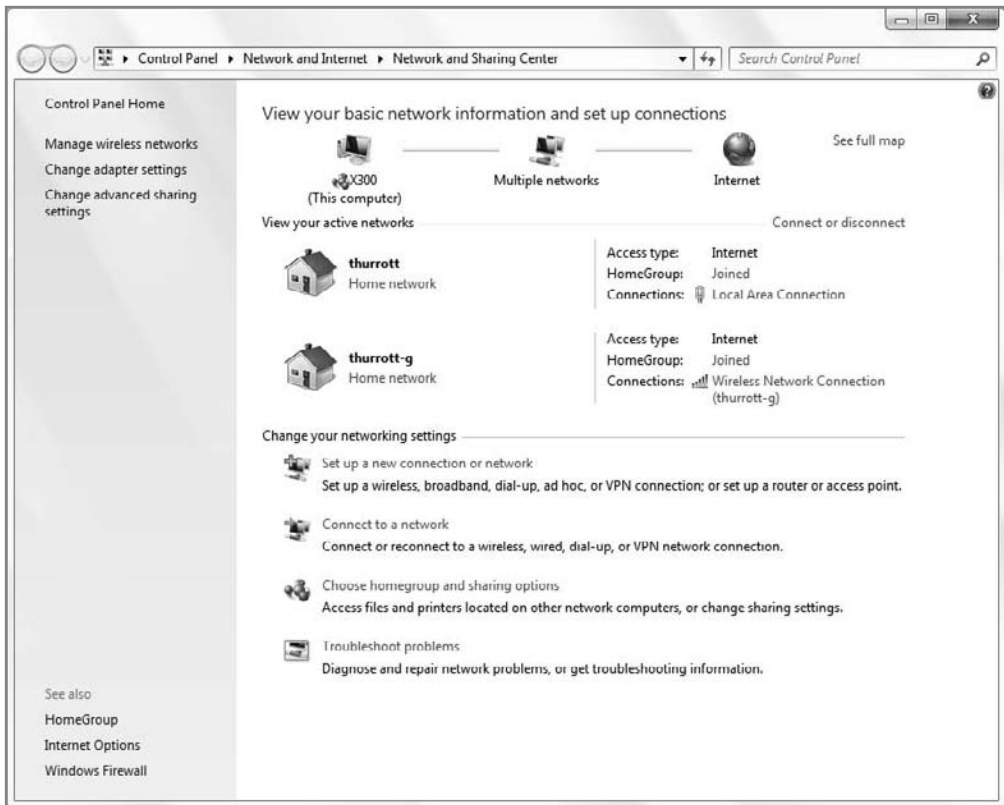 Control Panel ▸ Network and Internet ▸ Network and Sharing Center
Search Control Panel
Control Panel Home
Manage wireless networks
Change adapter settings
Change advanced sharing
settings
See also
HomeGroup
Internet Options
Windows Firewall
View your basic network information and set up connections
X300
(This computer)
Multiple networks
Internet
See full map
View your active networks
Connect or disconnect
thurrott
Home network
Access type: Internet
HomeGroup: Joined
Connections: Local Area Connection
thurrott-g
Home network
Access type: Internet
HomeGroup: Joined
Connections: Wireless Network Connection
(thurrott-g)
Change your networking settings
Set up a new connection or network
Set up a wireless, broadband, dial-up, ad hoc, or VPN connection; or set up a router or access point.
Connect to a network
Connect or reconnect to a wireless, wired, dial-up, or VPN network connection.
Choose homegroup and sharing options
Access files and printers located on other network computers, or change sharing settings.
Troubleshoot problems
Diagnose and repair network problems, or get troubleshooting information.